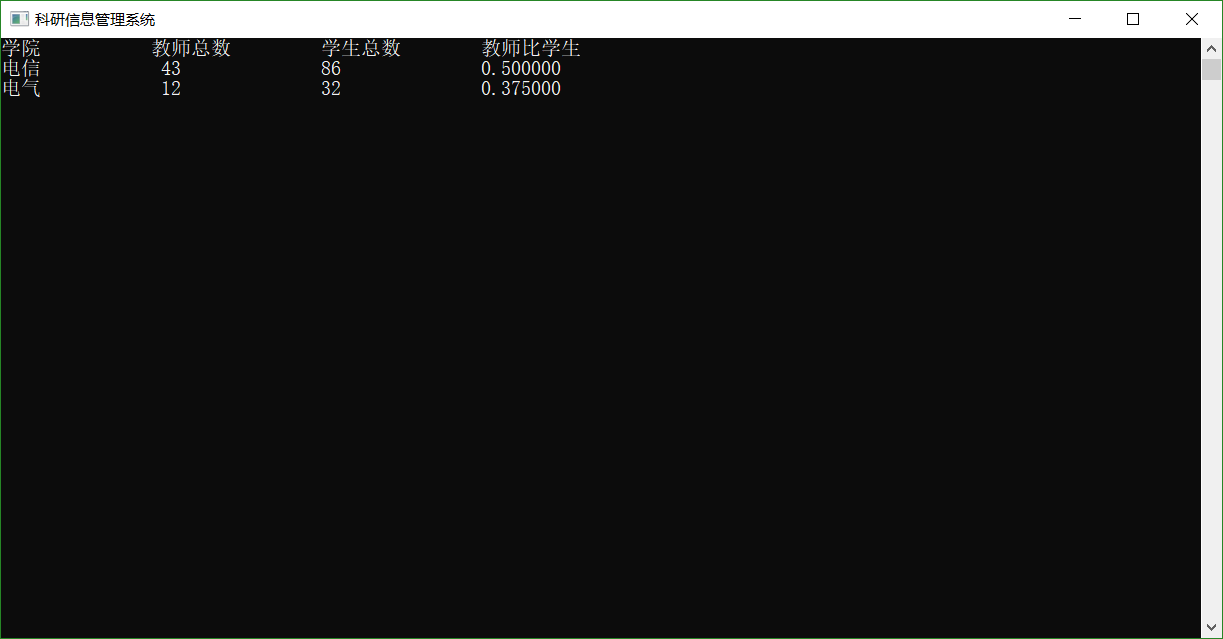 科研信息管理系统
学院 教师总数 学生总数 教师比学生
电信 43 86 0.500000
电气 12 32 0.375000